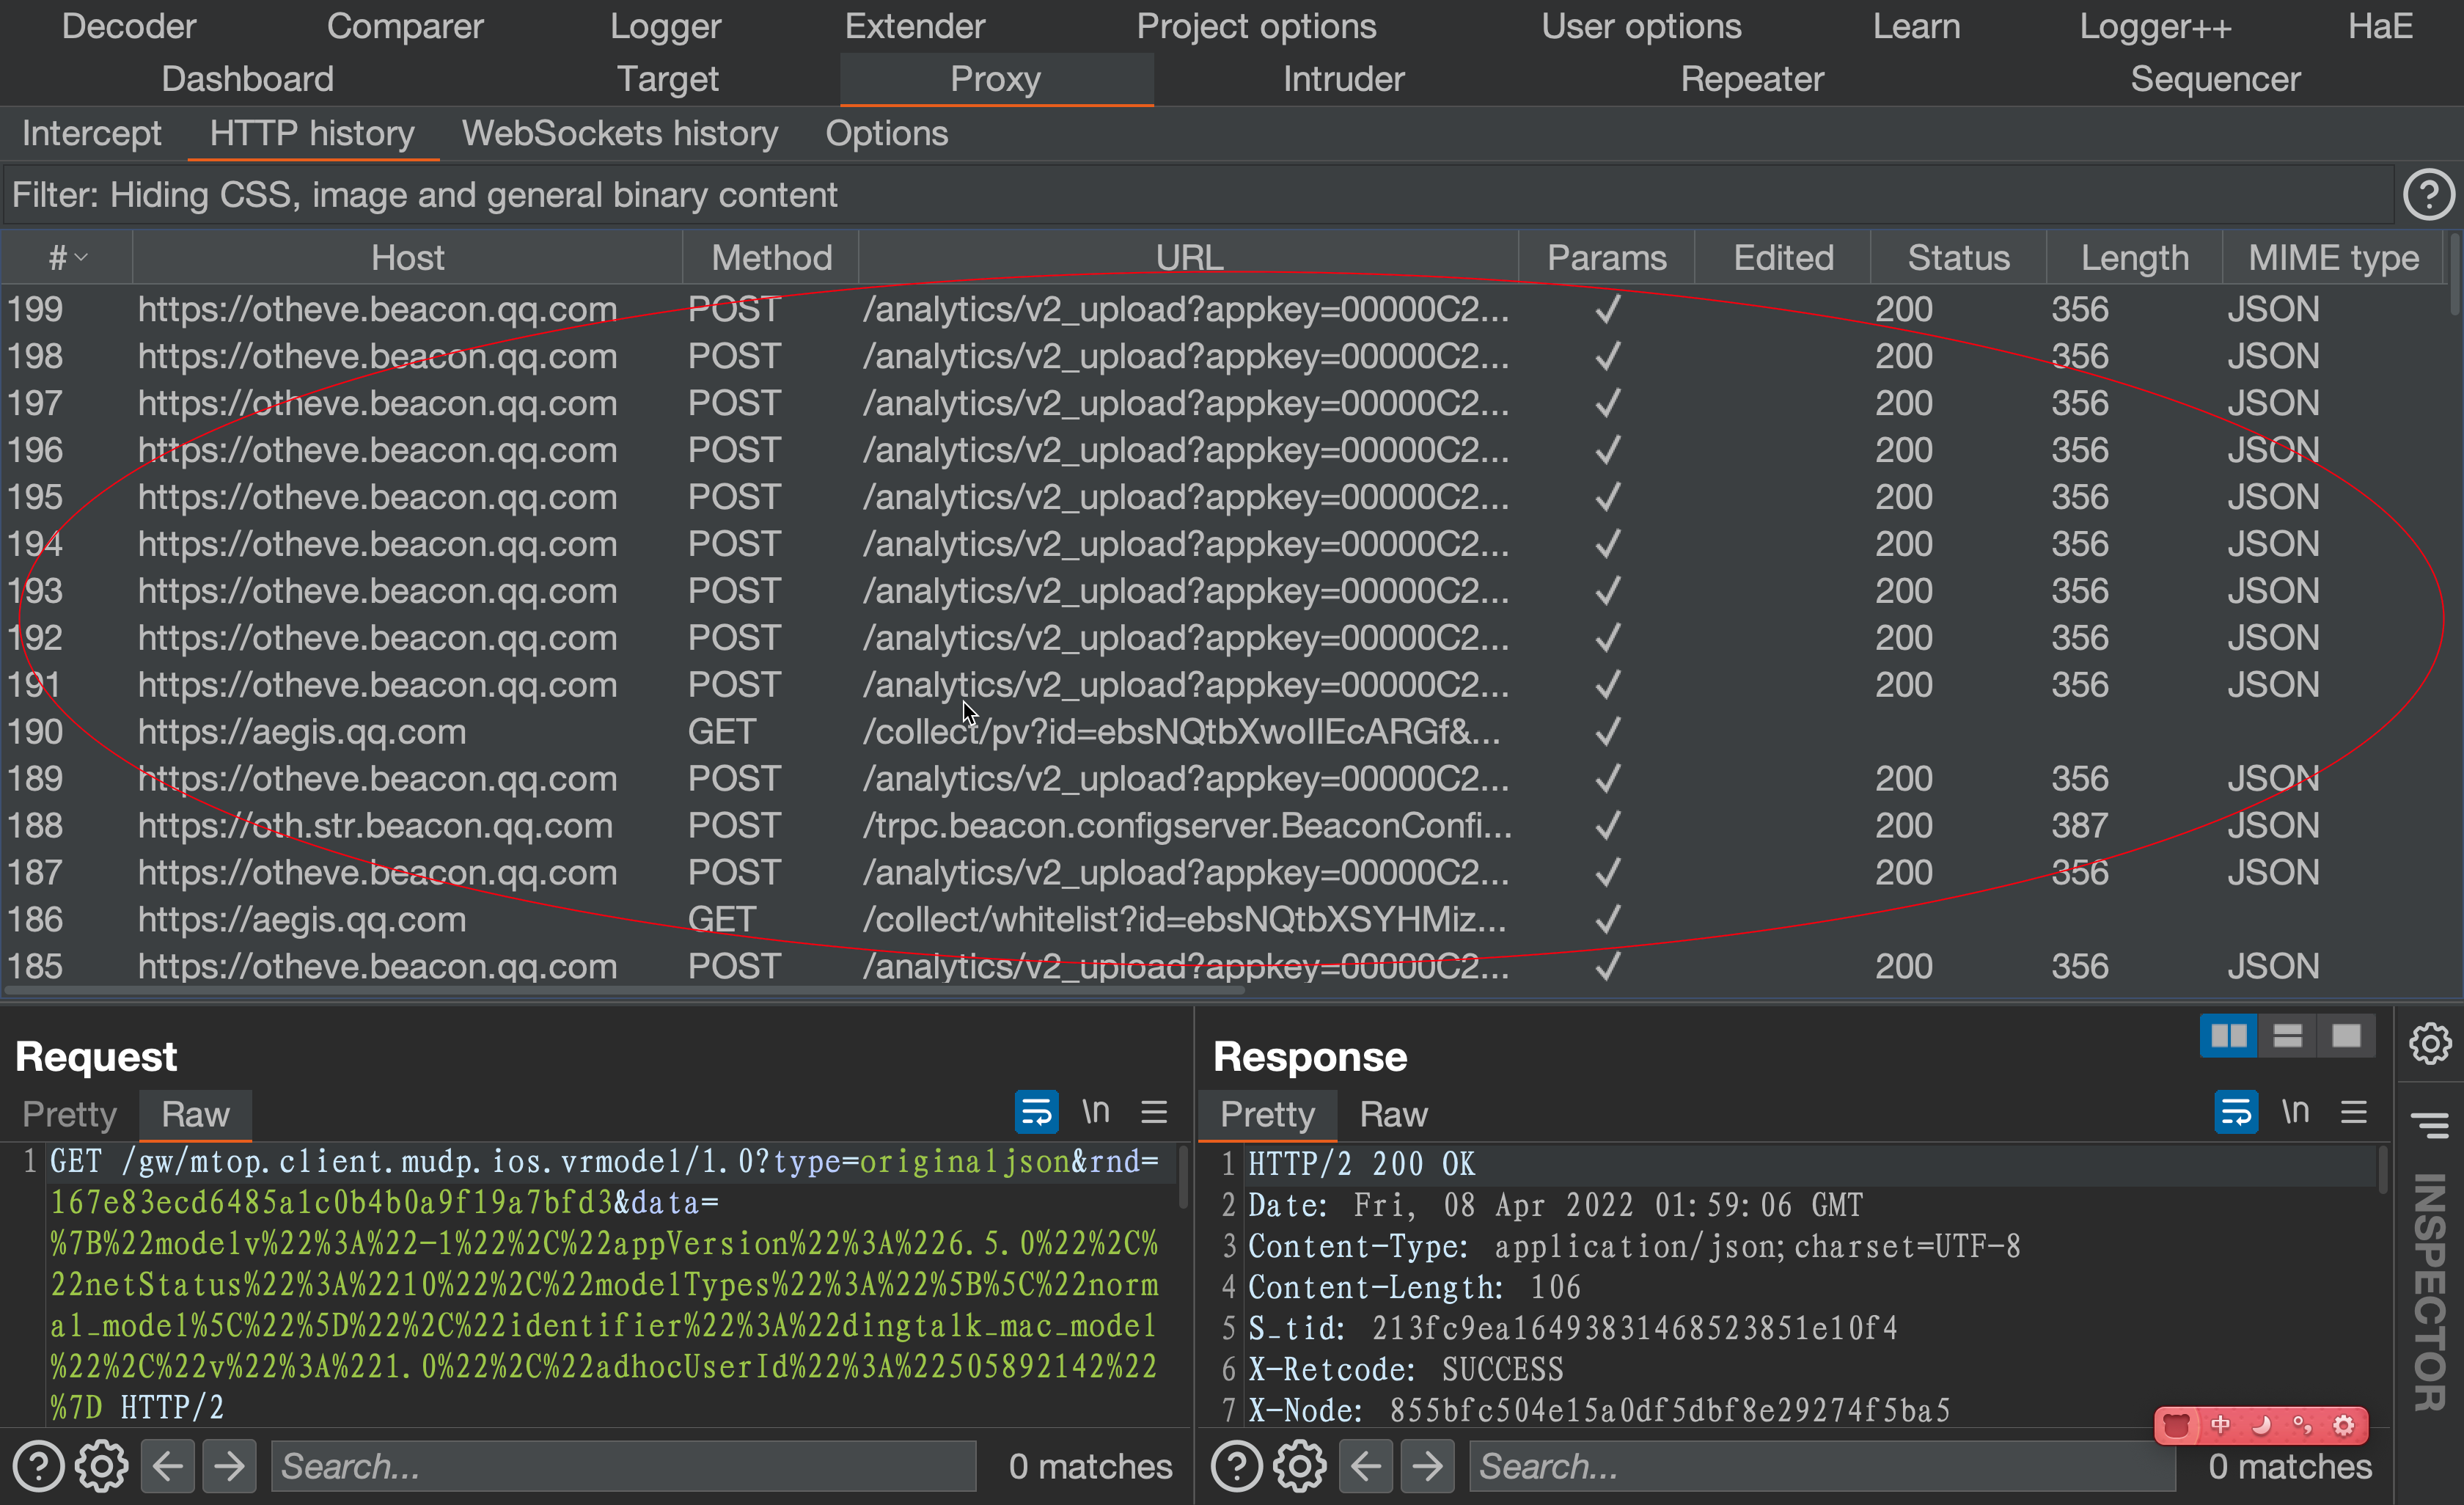 Decoder Comparer Logger Extender Project options User options Learn Logger++ HaE
Dashboard Target Proxy Intruder Repeater Sequencer
Intercept HTTP history WebSockets history Options
Filter: Hiding CSS, image and general binary content
# Host Method URL Params Edited Status Length MIME type
199 https://otheve.beacon.qq.com POST /analytics/v2_upload?appkey=00000C2... ✓ 200 356 JSON
198 https://otheve.beacon.qq.com POST /analytics/v2_upload?appkey=00000C2... ✓ 200 356 JSON
197 https://otheve.beacon.qq.com POST /analytics/v2_upload?appkey=00000C2... ✓ 200 356 JSON
196 https://otheve.beacon.qq.com POST /analytics/v2_upload?appkey=00000C2... ✓ 200 356 JSON
195 https://otheve.beacon.qq.com POST /analytics/v2_upload?appkey=00000C2... ✓ 200 356 JSON
194 https://otheve.beacon.qq.com POST /analytics/v2_upload?appkey=00000C2... ✓ 200 356 JSON
193 https://otheve.beacon.qq.com POST /analytics/v2_upload?appkey=00000C2... ✓ 200 356 JSON
192 https://otheve.beacon.qq.com POST /analytics/v2_upload?appkey=00000C2... ✓ 200 356 JSON
191 https://otheve.beacon.qq.com POST /analytics/v2_upload?appkey=00000C2... ✓ 200 356 JSON
190 https://aegis.qq.com GET /collect/pv?id=ebsNQtbXwoIlEcARGf&... ✓
189 https://otheve.beacon.qq.com POST /analytics/v2_upload?appkey=00000C2... ✓ 200 356 JSON
188 https://oth.str.beacon.qq.com POST /trpc.beacon.configserver.BeaconConfi... ✓ 200 387 JSON
187 https://otheve.beacon.qq.com POST /analytics/v2_upload?appkey=00000C2... ✓ 200 356 JSON
186 https://aegis.qq.com GET /collect/whitelist?id=ebsNQtbXSYHMiz... ✓
185 https://otheve.beacon.qq.com POST /analytics/v2_upload?appkey=00000C2... ✓ 200 356 JSON
Request
Pretty Raw \n
1 GET /gw/mtop.client.mudp.ios.vrmodel/1.0?type=originaljson&rnd=
167e83ecd6485a1c0b4b0a9f19a7bfd3&data=
%7B%22modelv%22%3A%22-1%22%2C%22appVersion%22%3A%226.5.0%22%2C%
22netStatus%22%3A%2210%22%2C%22modelTypes%22%3A%22%5B%5C%22norm
al_model%5C%22%5D%22%2C%22identifier%22%3A%22dingtalk_mac_model
%22%2C%22v%22%3A%221.0%22%2C%22adhocUserId%22%3A%22505892142%22
%7D HTTP/2
Search... 0 matches
Response
Pretty Raw \n
1 HTTP/2 200 OK
2 Date: Fri, 08 Apr 2022 01:59:06 GMT
3 Content-Type: application/json;charset=UTF-8
4 Content-Length: 106
5 S_tid: 213fc9ea16493831468523851e10f4
6 X-Retcode: SUCCESS
7 X-Node: 855bfc504e15a0df5dbf8e29274f5ba5
Search... 0 matches
INSPECTOR
中